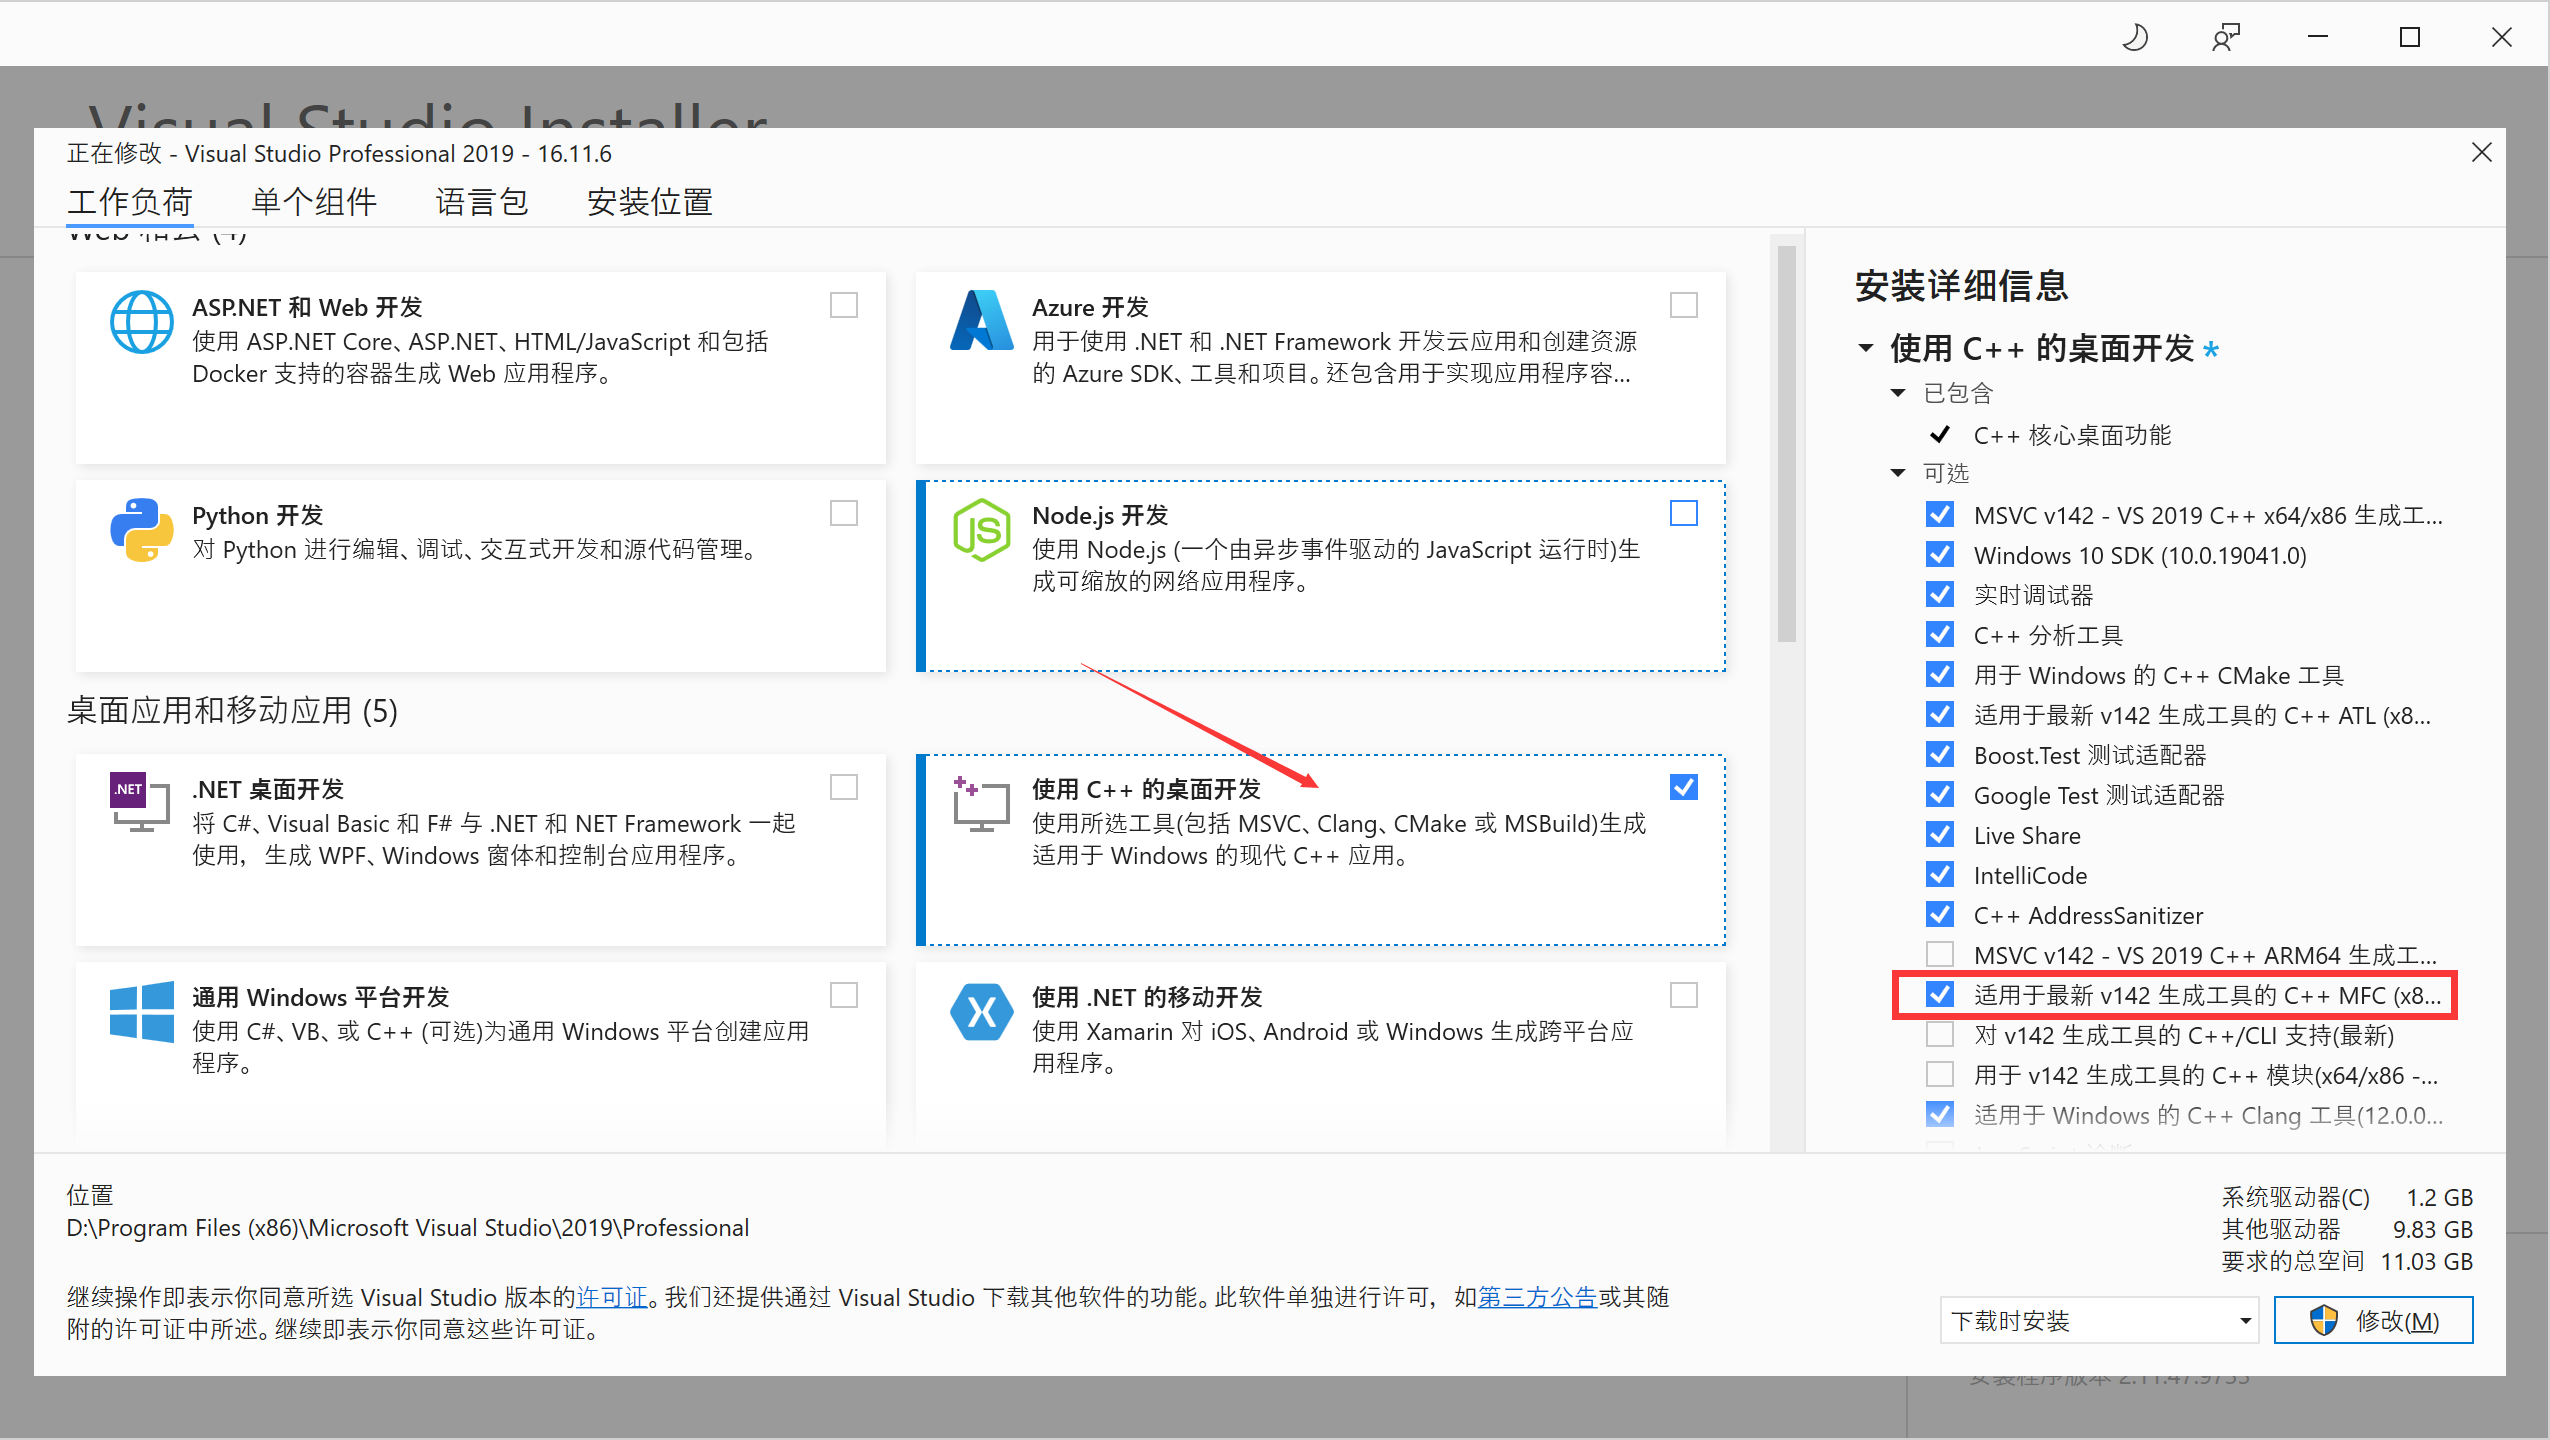 Visual Studio Installer
正在修改 - Visual Studio Professional 2019 - 16.11.6
工作负荷 单个组件 语言包 安装位置
ASP.NET 和 Web 开发
使用 ASP.NET Core、ASP.NET、HTML/JavaScript 和包括
Docker 支持的容器生成 Web 应用程序。
Azure 开发
用于使用 .NET 和 .NET Framework 开发云应用和创建资源
的 Azure SDK、工具和项目。还包含用于实现应用程序容...
Python 开发
对 Python 进行编辑、调试、交互式开发和源代码管理。
Node.js 开发
使用 Node.js (一个由异步事件驱动的 JavaScript 运行时)生
成可缩放的网络应用程序。
桌面应用和移动应用 (5)
.NET
.NET 桌面开发
将 C#、Visual Basic 和 F# 与 .NET 和 NET Framework 一起
使用，生成 WPF、Windows 窗体和控制台应用程序。
使用 C++ 的桌面开发
使用所选工具(包括 MSVC、Clang、CMake 或 MSBuild)生成
适用于 Windows 的现代 C++ 应用。
通用 Windows 平台开发
使用 C#、VB、或 C++ (可选)为通用 Windows 平台创建应用
程序。
使用 .NET 的移动开发
使用 Xamarin 对 iOS、Android 或 Windows 生成跨平台应
用程序。
安装详细信息
使用 C++ 的桌面开发 *
已包含
C++ 核心桌面功能
可选
MSVC v142 - VS 2019 C++ x64/x86 生成工...
Windows 10 SDK (10.0.19041.0)
实时调试器
C++ 分析工具
用于 Windows 的 C++ CMake 工具
适用于最新 v142 生成工具的 C++ ATL (x8...
Boost.Test 测试适配器
Google Test 测试适配器
Live Share
IntelliCode
C++ AddressSanitizer
MSVC v142 - VS 2019 C++ ARM64 生成工...
适用于最新 v142 生成工具的 C++ MFC (x8...
对 v142 生成工具的 C++/CLI 支持(最新)
用于 v142 生成工具的 C++ 模块(x64/x86 -...
适用于 Windows 的 C++ Clang 工具(12.0.0...
位置
D:\Program Files (x86)\Microsoft Visual Studio\2019\Professional
继续操作即表示你同意所选 Visual Studio 版本的许可证。我们还提供通过 Visual Studio 下载其他软件的功能。此软件单独进行许可，如第三方公告或其随
附的许可证中所述。继续即表示你同意这些许可证。
系统驱动器(C) 1.2 GB
其他驱动器 9.83 GB
要求的总空间 11.03 GB
下载时安装
修改(M)